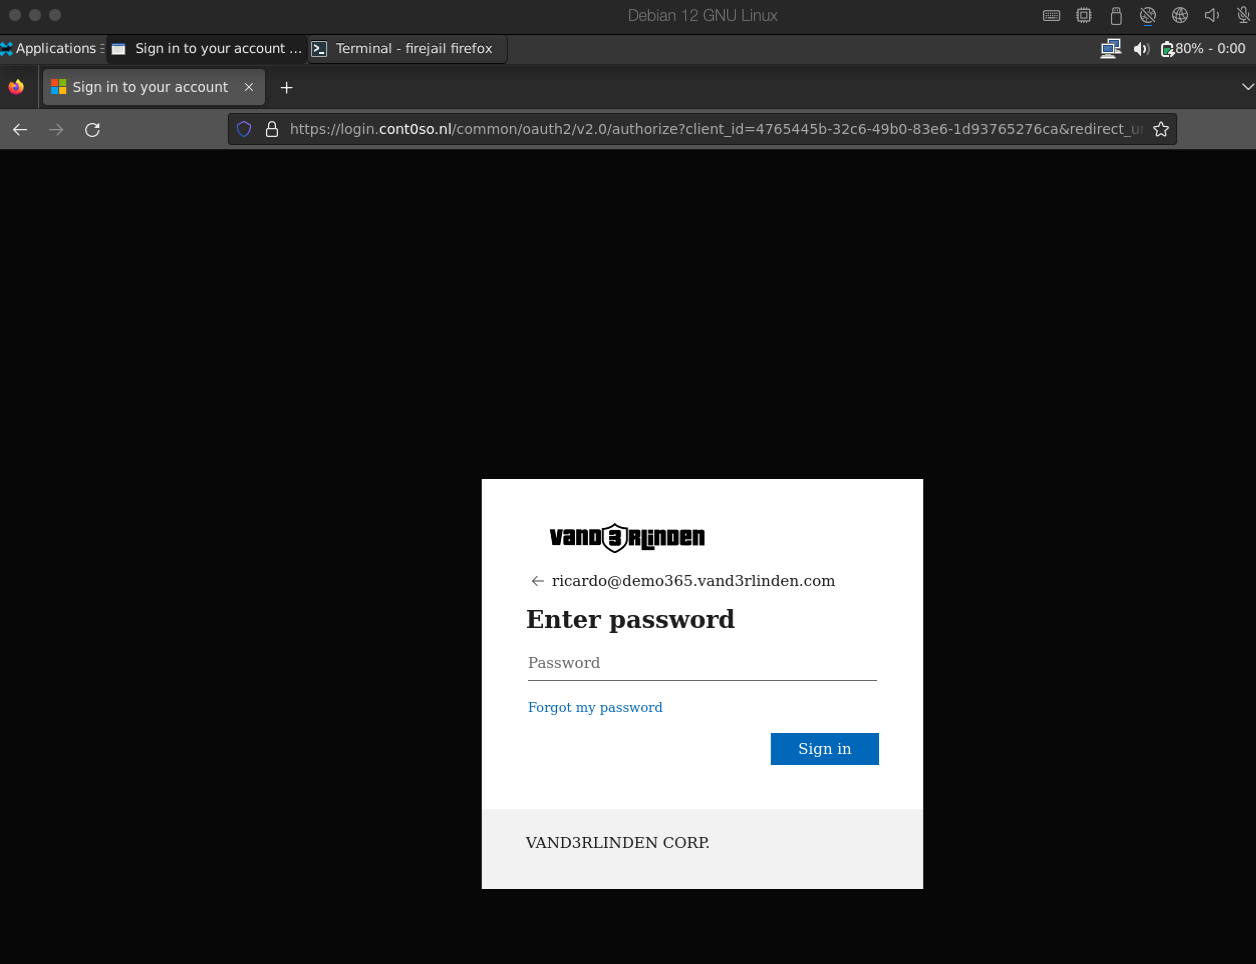 Debian 12 GNU Linux
Applications
Sign in to your account ...
Terminal - firejail firefox
80% - 0:00
Sign in to your account
https://login.cont0so.nl/common/oauth2/v2.0/authorize?client_id=4765445b-32c6-49b0-83e6-1d93765276ca&redirect_ur
VAND3RLINDEN
ricardo@demo365.vand3rlinden.com
Enter password
Password
Forgot my password
Sign in
VAND3RLINDEN CORP.